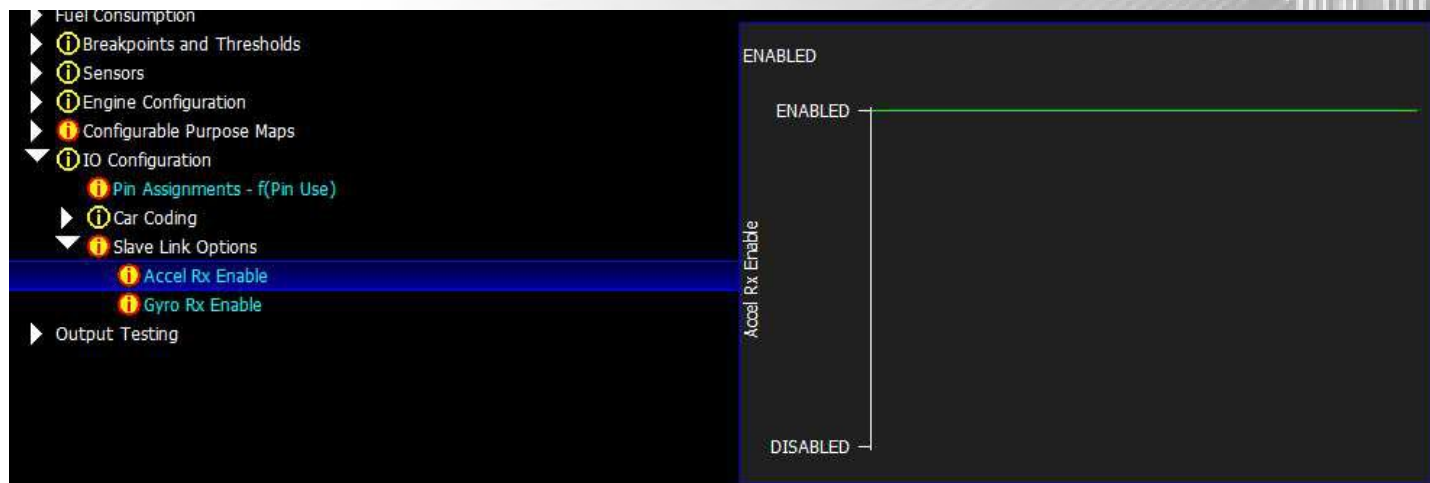 Fuel Consumption
Breakpoints and Thresholds
Sensors
Engine Configuration
Configurable Purpose Maps
IO Configuration
Pin Assignments - f(Pin Use)
Car Coding
Slave Link Options
Accel Rx Enable
Gyro Rx Enable
Output Testing
ENABLED
ENABLED
Accel Rx Enable
DISABLED